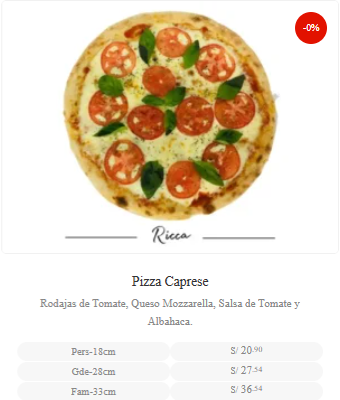 -0%
Ricca
Pizza Caprese
Rodajas de Tomate, Queso Mozzarella, Salsa de Tomate y
Albahaca.
Pers-18cm S/ 20.90
Gde-28cm S/ 27.54
Fam-33cm S/ 36.54